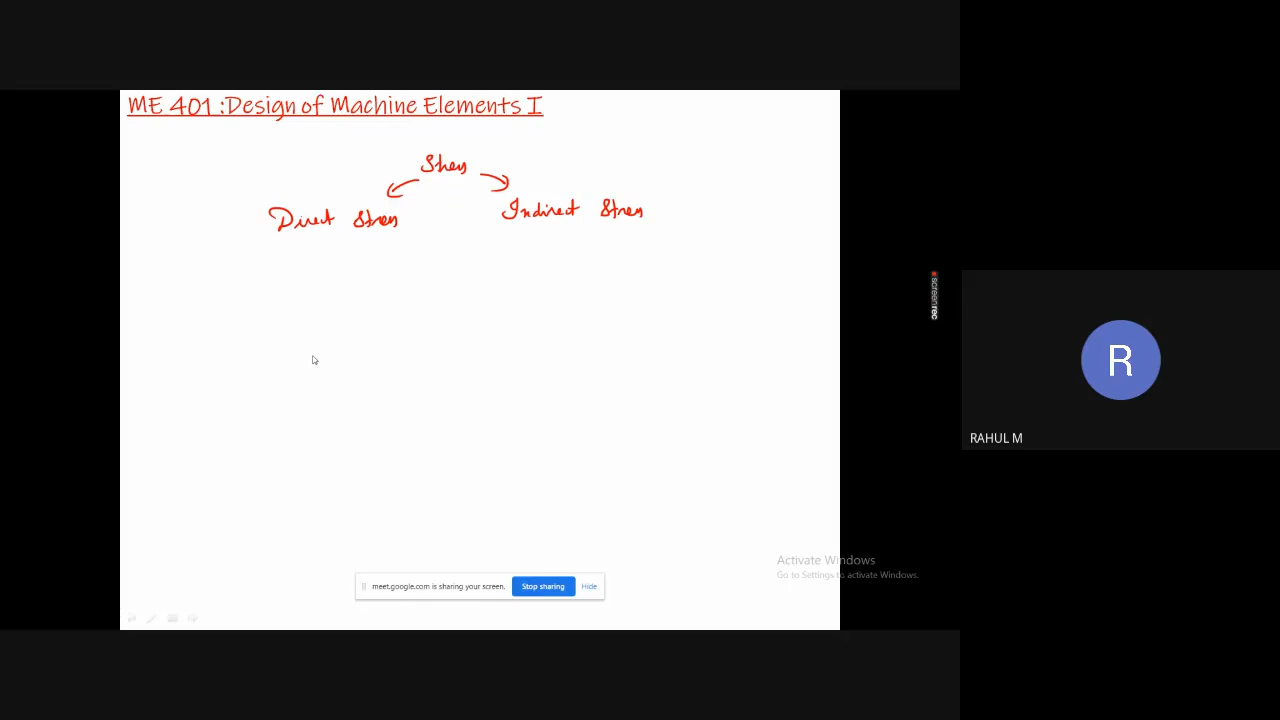 ME 401 :Design of Machine Elements I
Stress
Direct Stress Indirect Stress
screenrec
R
RAHUL M
Activate Windows
Go to Settings to activate Windows.
meet.google.com is sharing your screen. Stop sharing Hide